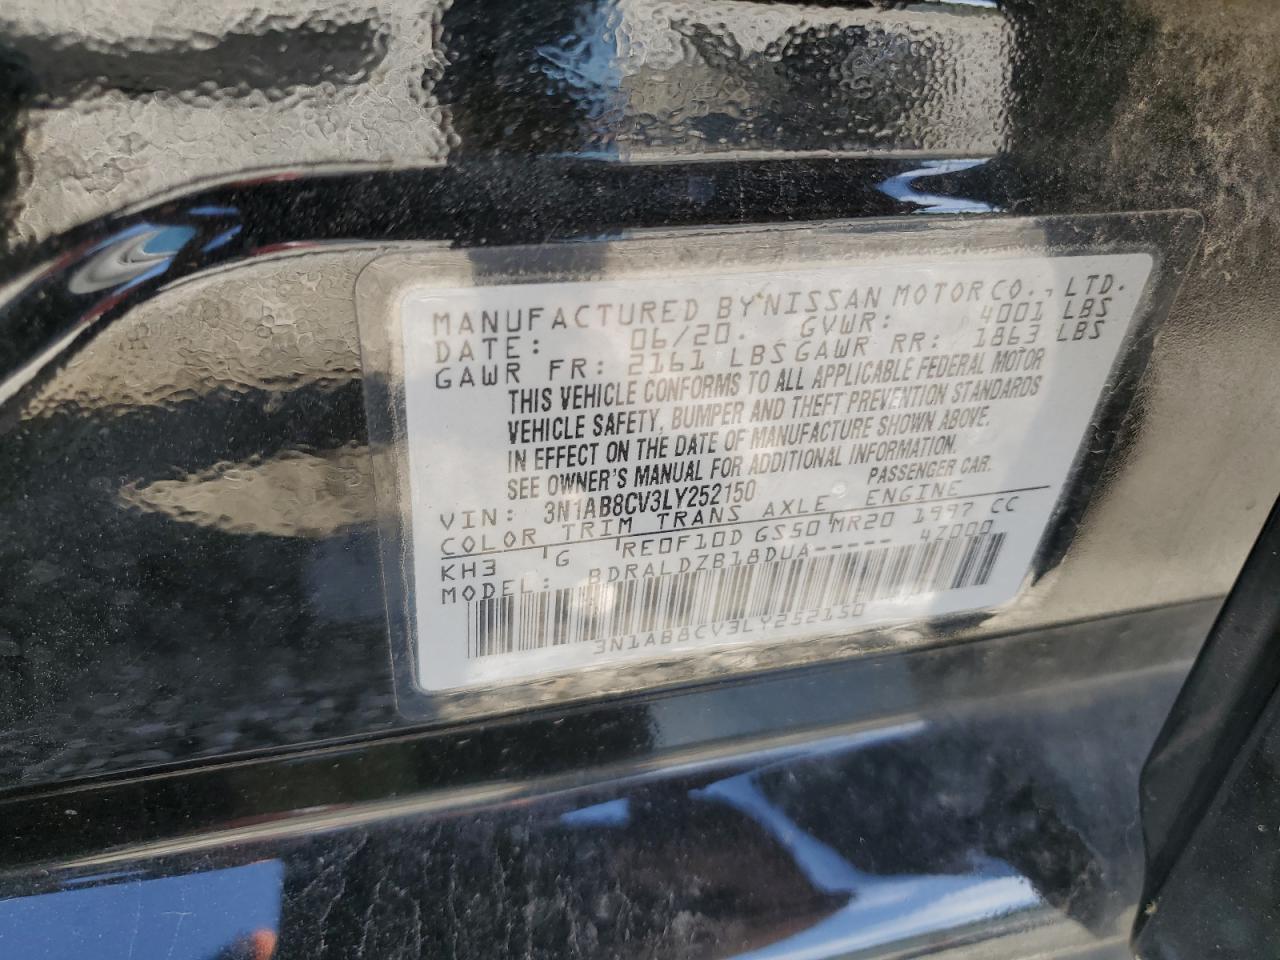 MANUFACTURED BY NISSAN MOTOR CO., LTD.
DATE: 06/20. GVWR: 4001 LBS
GAWR FR: 2161 LBS GAWR RR: 1863 LBS
THIS VEHICLE CONFORMS TO ALL APPLICABLE FEDERAL MOTOR
VEHICLE SAFETY, BUMPER AND THEFT PREVENTION STANDARDS
IN EFFECT ON THE DATE OF MANUFACTURE SHOWN ABOVE.
SEE OWNER'S MANUAL FOR ADDITIONAL INFORMATION.
VIN: 3N1AB8CV3LY252150 PASSENGER CAR.
COLOR TRIM TRANS AXLE ENGINE
KH3 G RE0F10D GS50 MR20 1997 CC
MODEL: BDRALDZB18DUA----- 4Z000
3N1AB8CV3LY252150